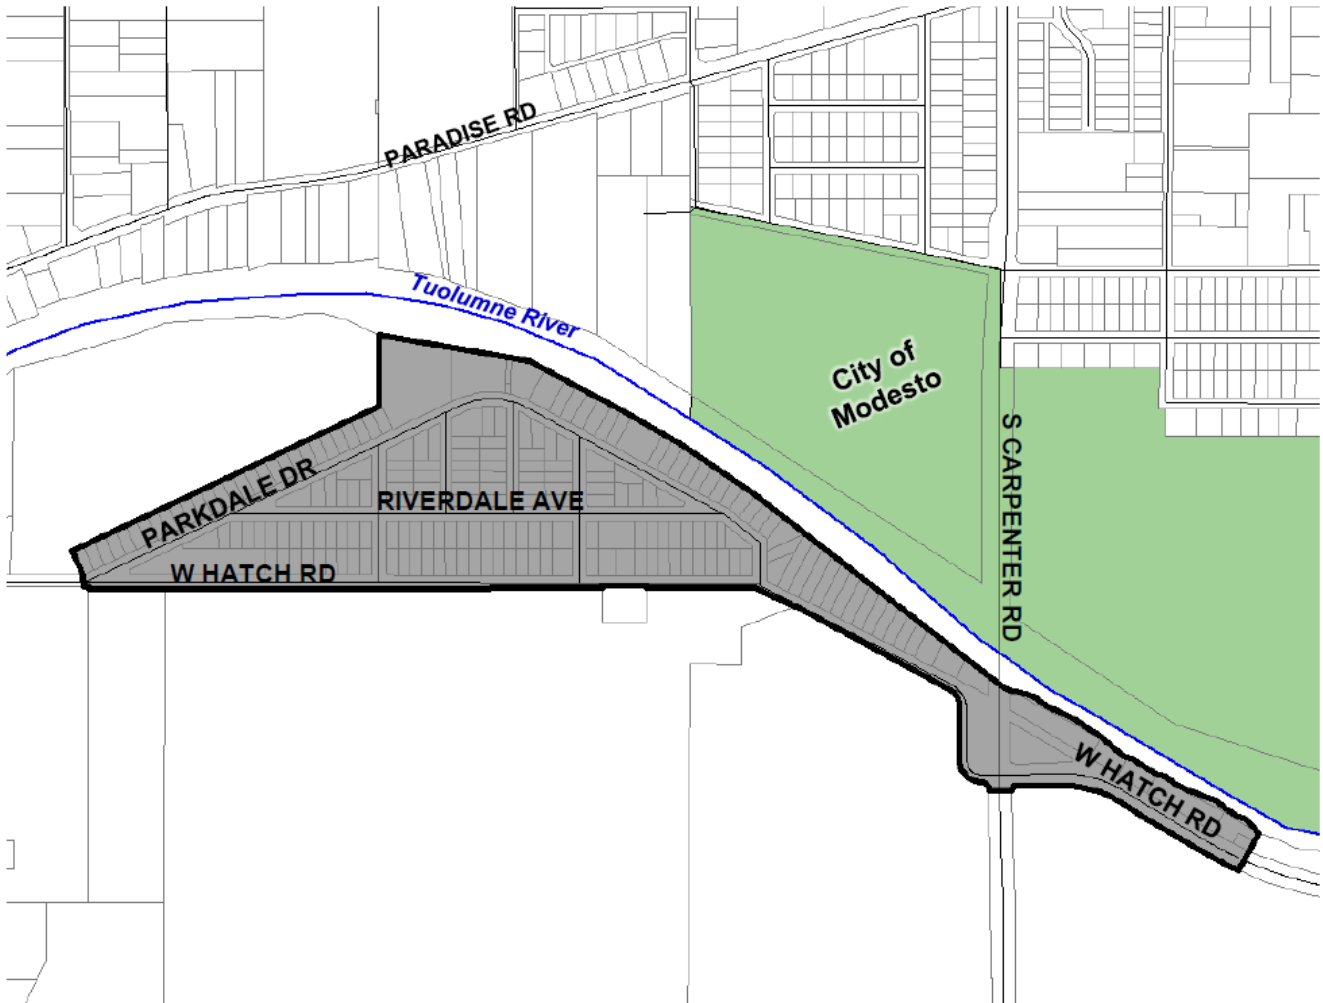 PARADISE RD
Tuolumne River
City of
Modesto
S CARPENTER RD
PARKDALE DR
RIVERDALE AVE
W HATCH RD
W HATCH RD